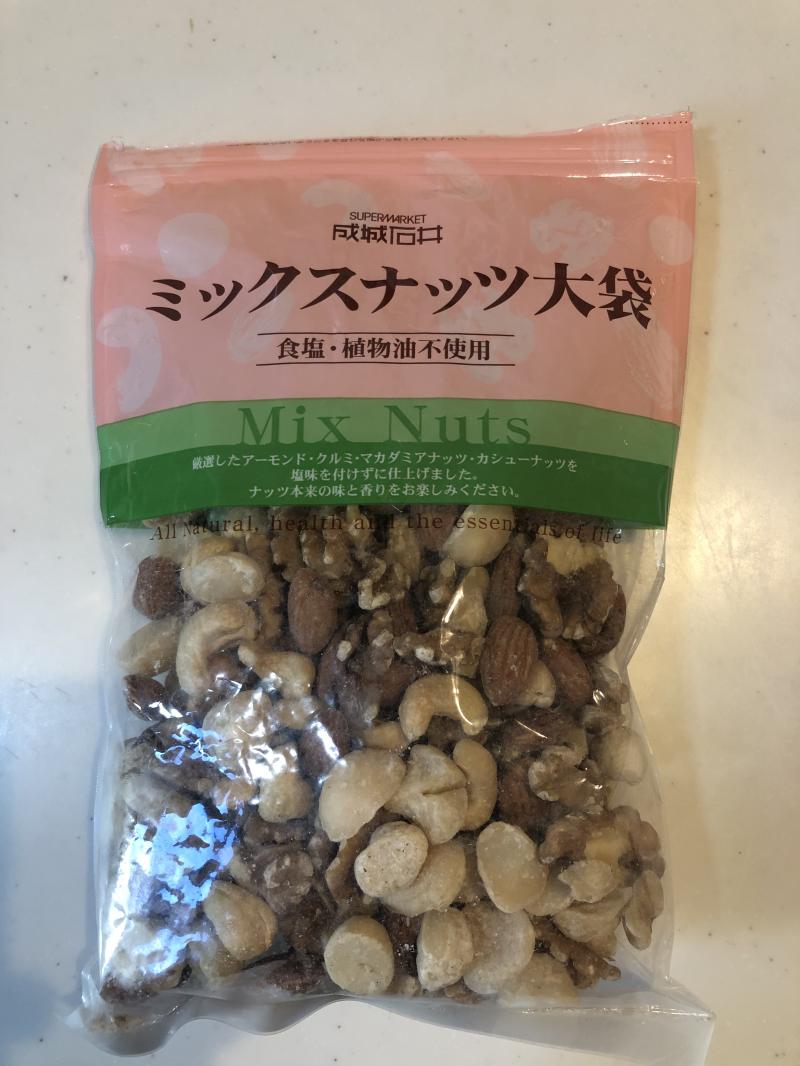 SUPERMARKET
成城石井
ミックスナッツ大袋
食塩・植物油不使用
Mix Nuts
厳選したアーモンド・クルミ・マカダミアナッツ・カシューナッツを
塩味を付けずに仕上げました。
ナッツ本来の味と香りをお楽しみください。
All Natural, health and the essentials of life